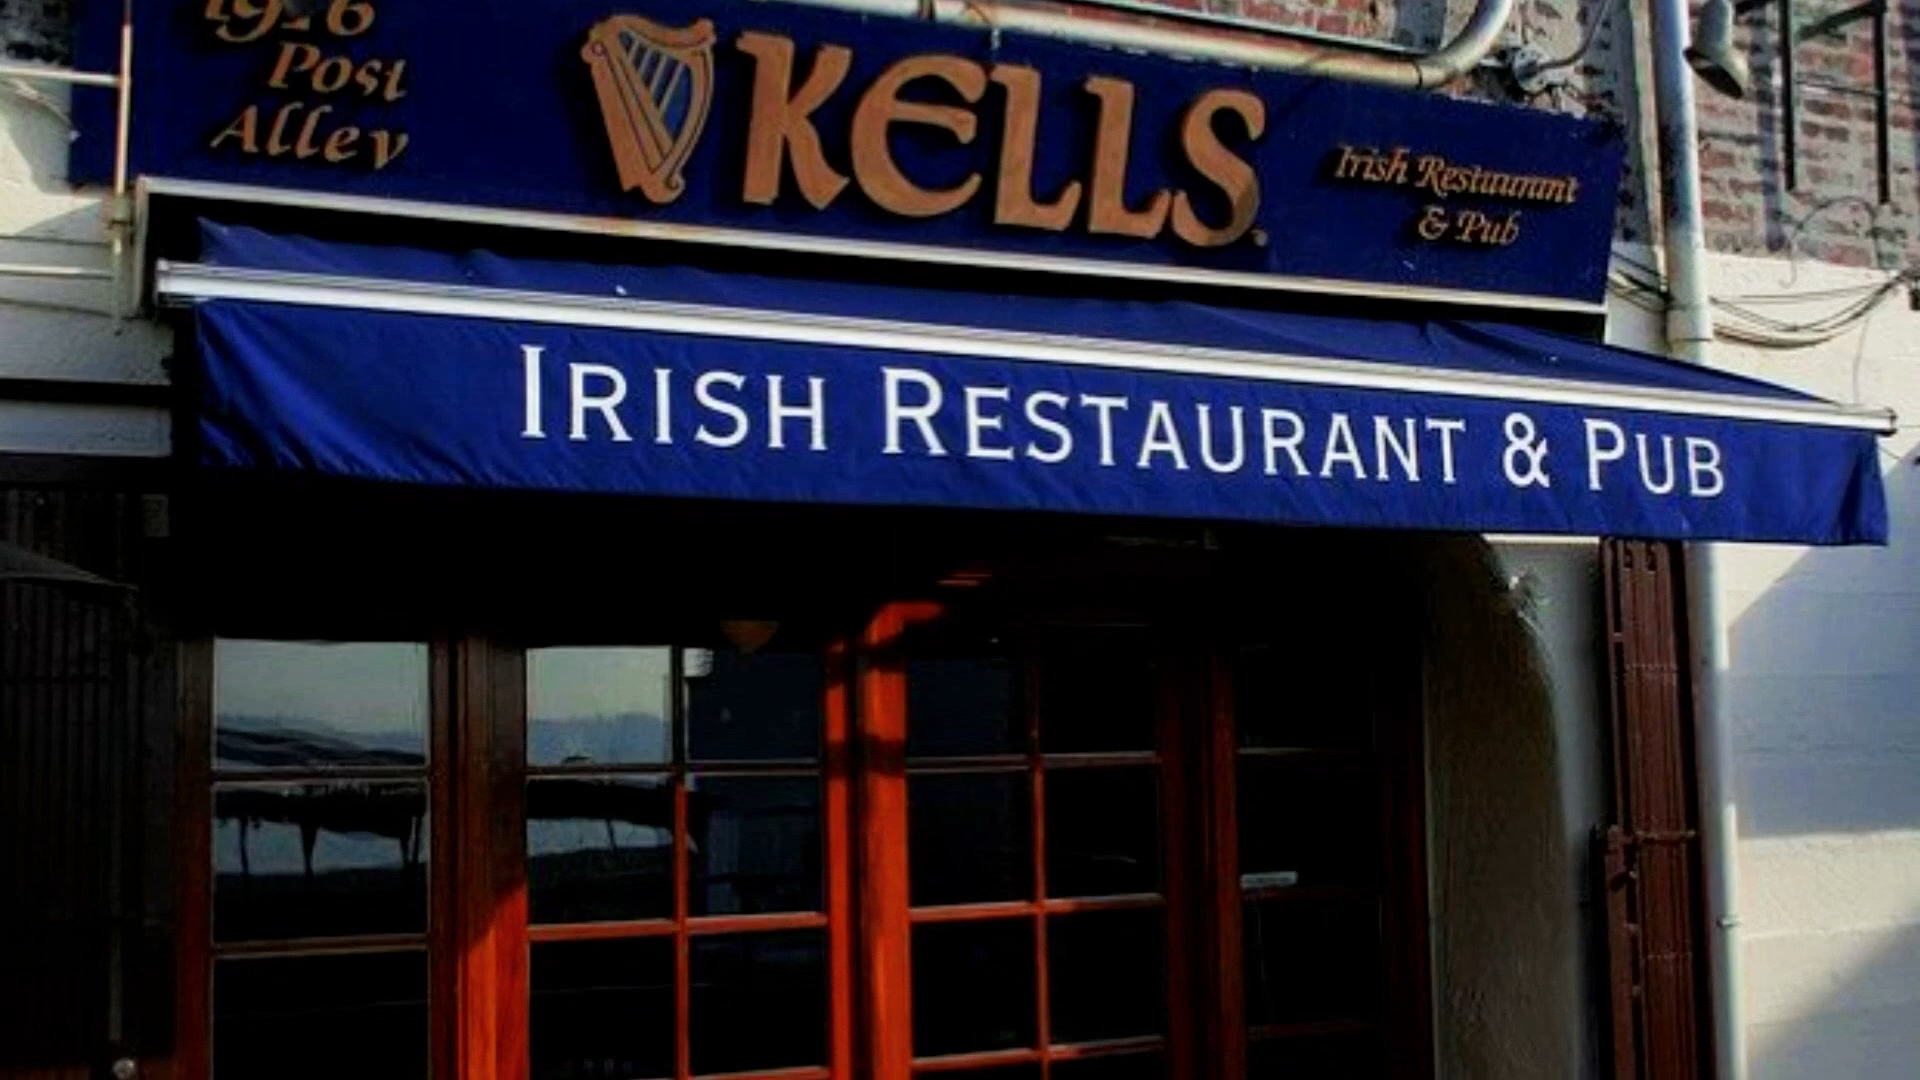 Post
Alley
KELLS
Irish Restaurant
& Pub
IRISH RESTAURANT & PUB